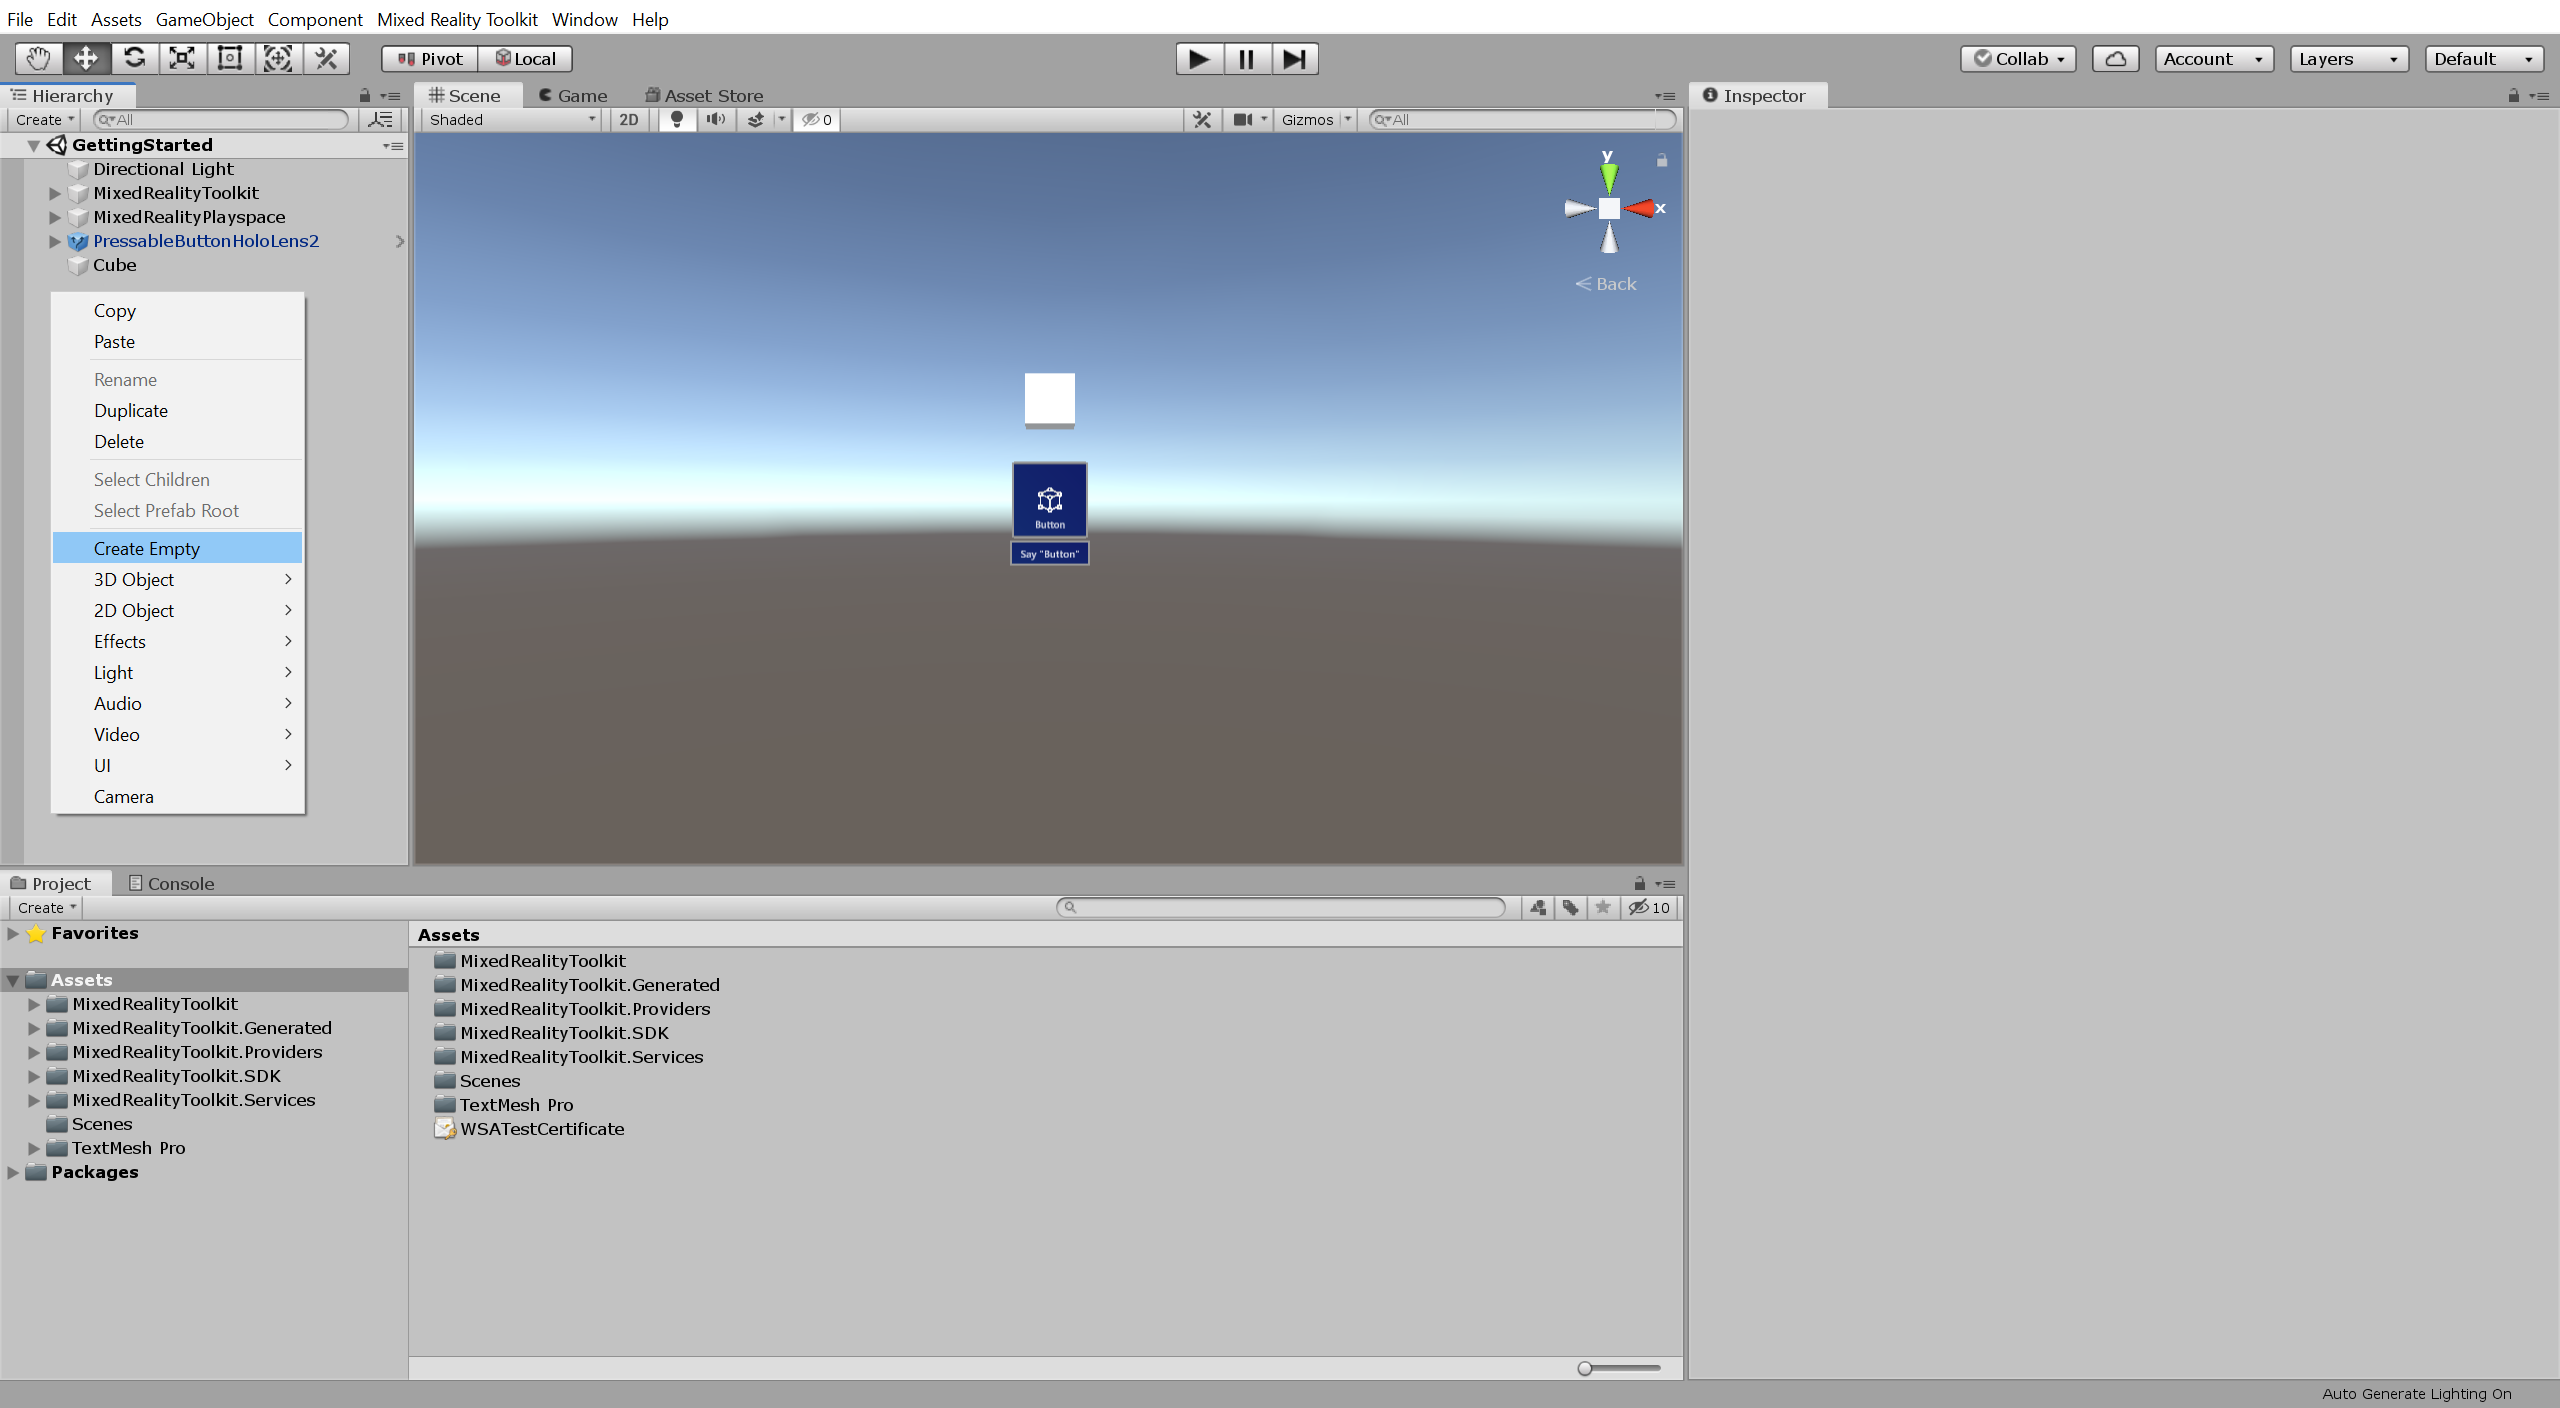 File Edit Assets GameObject Component Mixed Reality Toolkit Window Help
Pivot Local Collab Account Layers Default
Hierarchy
Create All
GettingStarted
Directional Light
MixedRealityToolkit
MixedRealityPlayspace
PressableButtonHoloLens2
Cube
Copy
Paste
Rename
Duplicate
Delete
Select Children
Select Prefab Root
Create Empty
3D Object
2D Object
Effects
Light
Audio
Video
UI
Camera
Scene Game Asset Store
Shaded 2D 0 Gizmos All
y
x
Back
Button
Say "Button"
Inspector
Project Console
Create 10
Favorites
Assets
MixedRealityToolkit
MixedRealityToolkit.Generated
MixedRealityToolkit.Providers
MixedRealityToolkit.SDK
MixedRealityToolkit.Services
Scenes
TextMesh Pro
Packages
Assets
MixedRealityToolkit
MixedRealityToolkit.Generated
MixedRealityToolkit.Providers
MixedRealityToolkit.SDK
MixedRealityToolkit.Services
Scenes
TextMesh Pro
WSATestCertificate
Auto Generate Lighting On